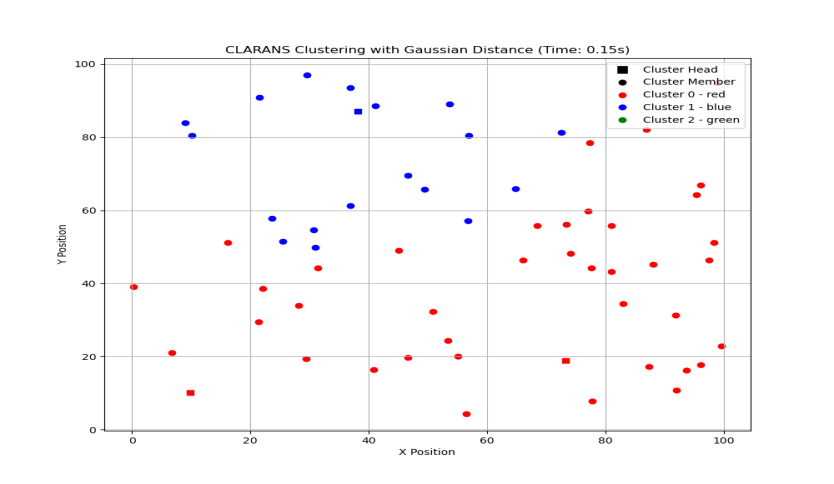 CLARANS Clustering with Gaussian Distance (Time: 0.15s)
Cluster Head
Cluster Member
Cluster 0 - red
Cluster 1 - blue
Cluster 2 - green
100
80
60
40
20
0
Y Position
0 20 40 60 80 100
X Position